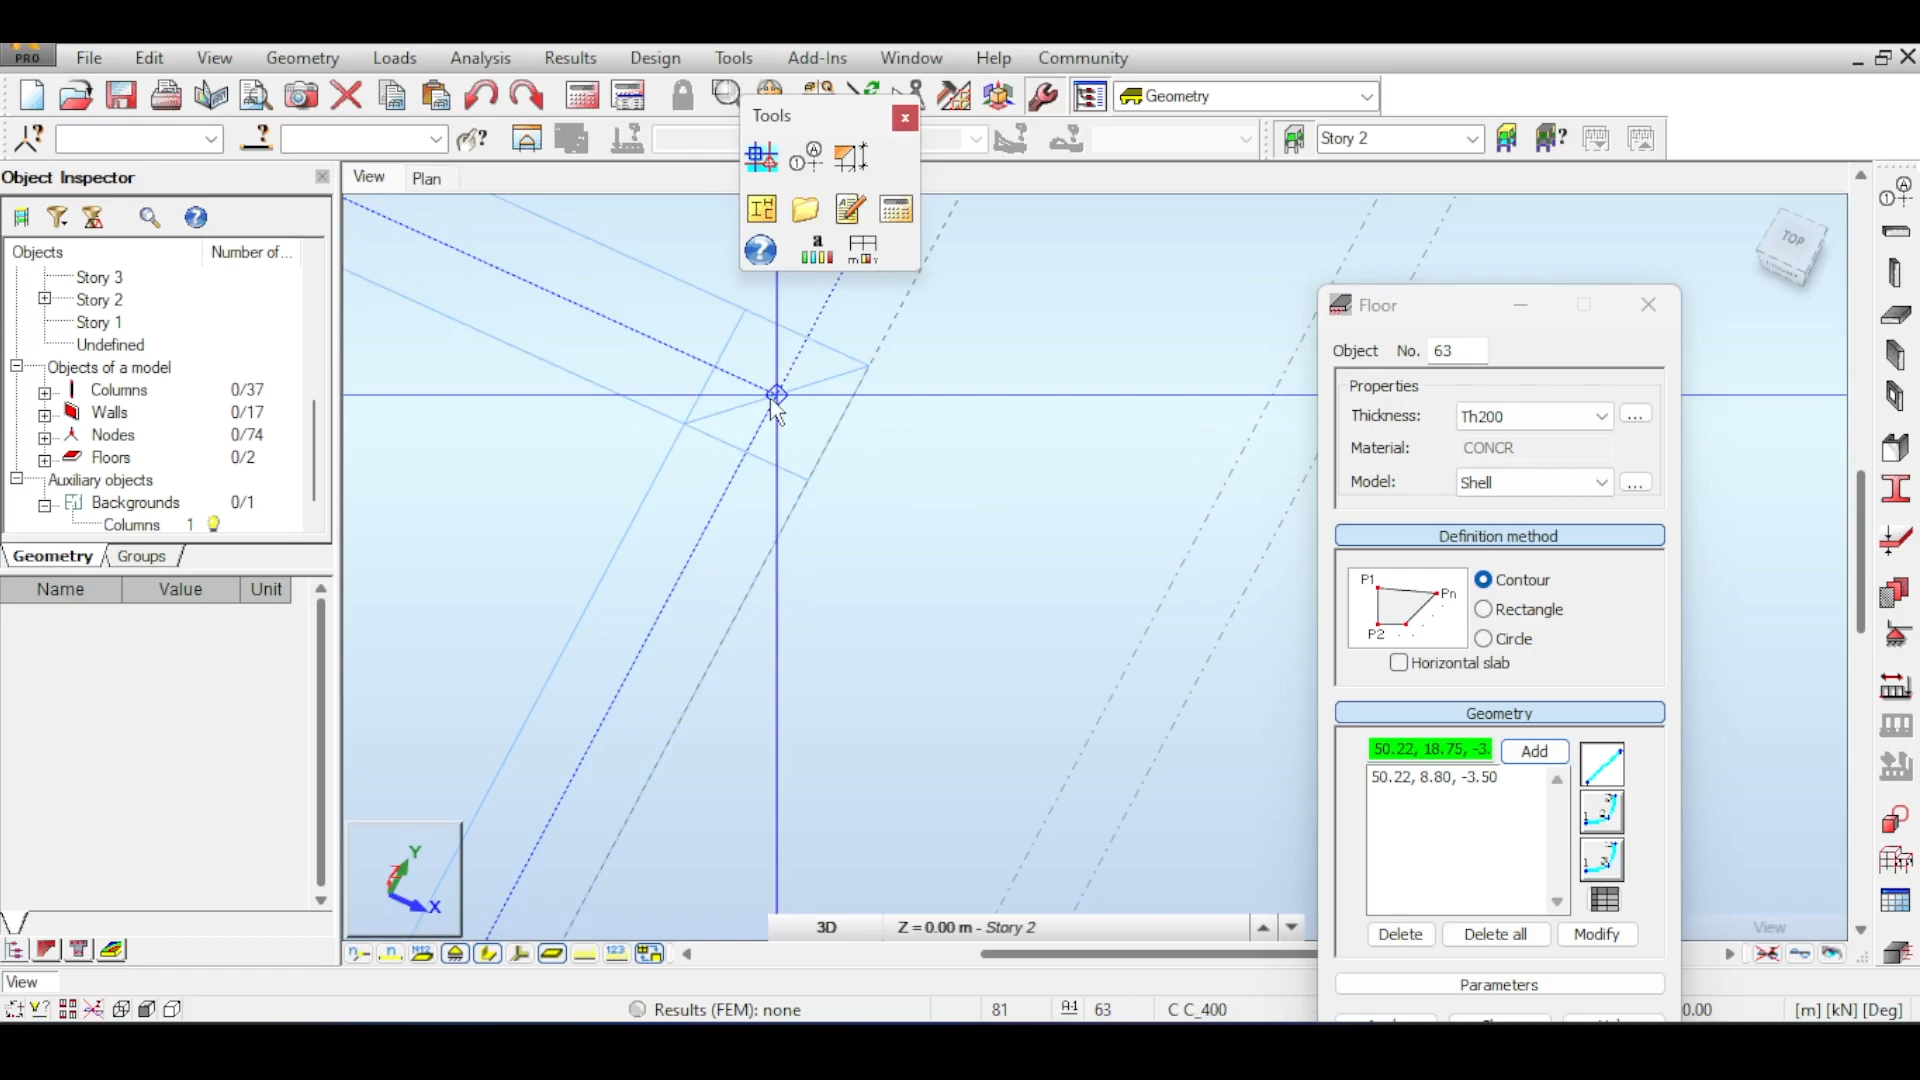 PRO File Edit View Geometry Loads Analysis Results Design Tools Add-Ins Window Help Community
Geometry
Story 2
Tools
Object Inspector
View Plan
Objects Number of...
Story 3
Story 2
Story 1
Undefined
Objects of a model
Columns 0/37
Walls 0/17
Nodes 0/74
Floors 0/2
Auxiliary objects
Backgrounds 0/1
Columns 1
Geometry Groups
Name Value Unit
TOP
Floor
Object No. 63
Properties
Thickness: Th200 ...
Material: CONCR
Model: Shell ...
Definition method
P1 Pn P2
Contour
Rectangle
Circle
Horizontal slab
Geometry
50.22, 18.75, -3. Add
50.22, 8.80, -3.50
Delete Delete all Modify
Parameters
Y
Z
X
3D Z = 0.00 m - Story 2
View
View
Results (FEM): none 81 63 C C_400 0.00 [m] [kN] [Deg]